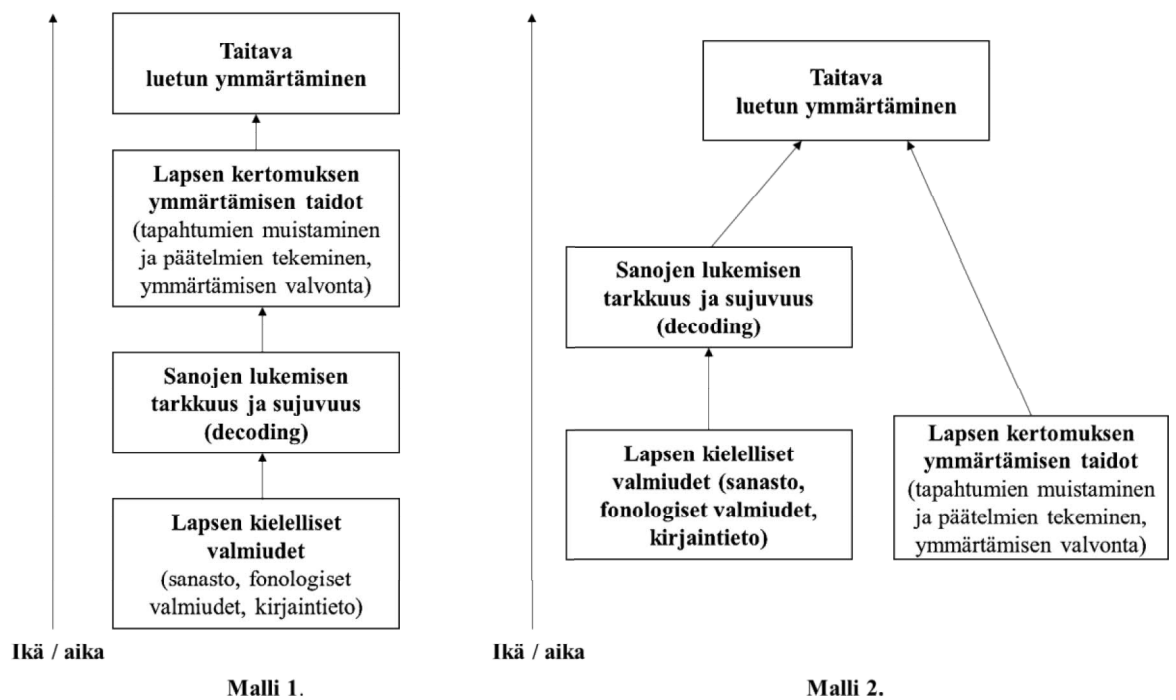 Taitava
luetun ymmärtäminen
Lapsen kertomuksen
ymmärtämisen taidot
(tapahtumien muistaminen
ja päätelmien tekeminen,
ymmärtämisen valvonta)
Sanojen lukemisen
tarkkuus ja sujuvuus
(decoding)
Lapsen kielelliset
valmiudet
(sanasto, fonologiset
valmiudet, kirjaintieto)
Ikä / aika
Malli 1.
Taitava
luetun ymmärtäminen
Sanojen lukemisen
tarkkuus ja sujuvuus
(decoding)
Lapsen kielelliset
valmiudet (sanasto,
fonologiset valmiudet,
kirjaintieto)
Lapsen kertomuksen
ymmärtämisen taidot
(tapahtumien muistaminen
ja päätelmien tekeminen,
ymmärtämisen valvonta)
Ikä / aika
Malli 2.